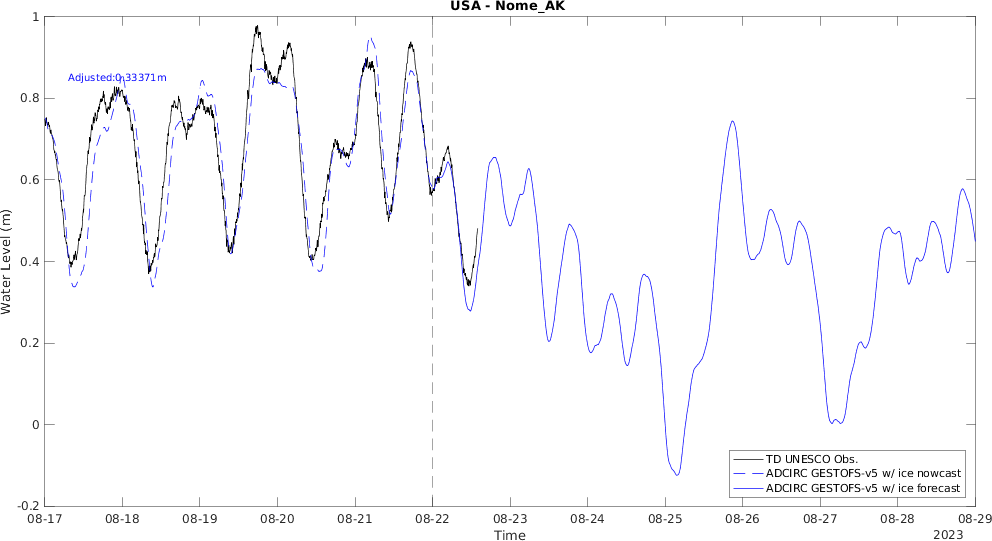 USA - Nome_AK
Adjusted:0.33371m
Water Level (m)
1
0.8
0.6
0.4
0.2
0
-0.2
TD UNESCO Obs.
ADCIRC GESTOFS-v5 w/ ice nowcast
ADCIRC GESTOFS-v5 w/ ice forecast
08-17 08-18 08-19 08-20 08-21 08-22 08-23 08-24 08-25 08-26 08-27 08-28 08-29
Time
2023